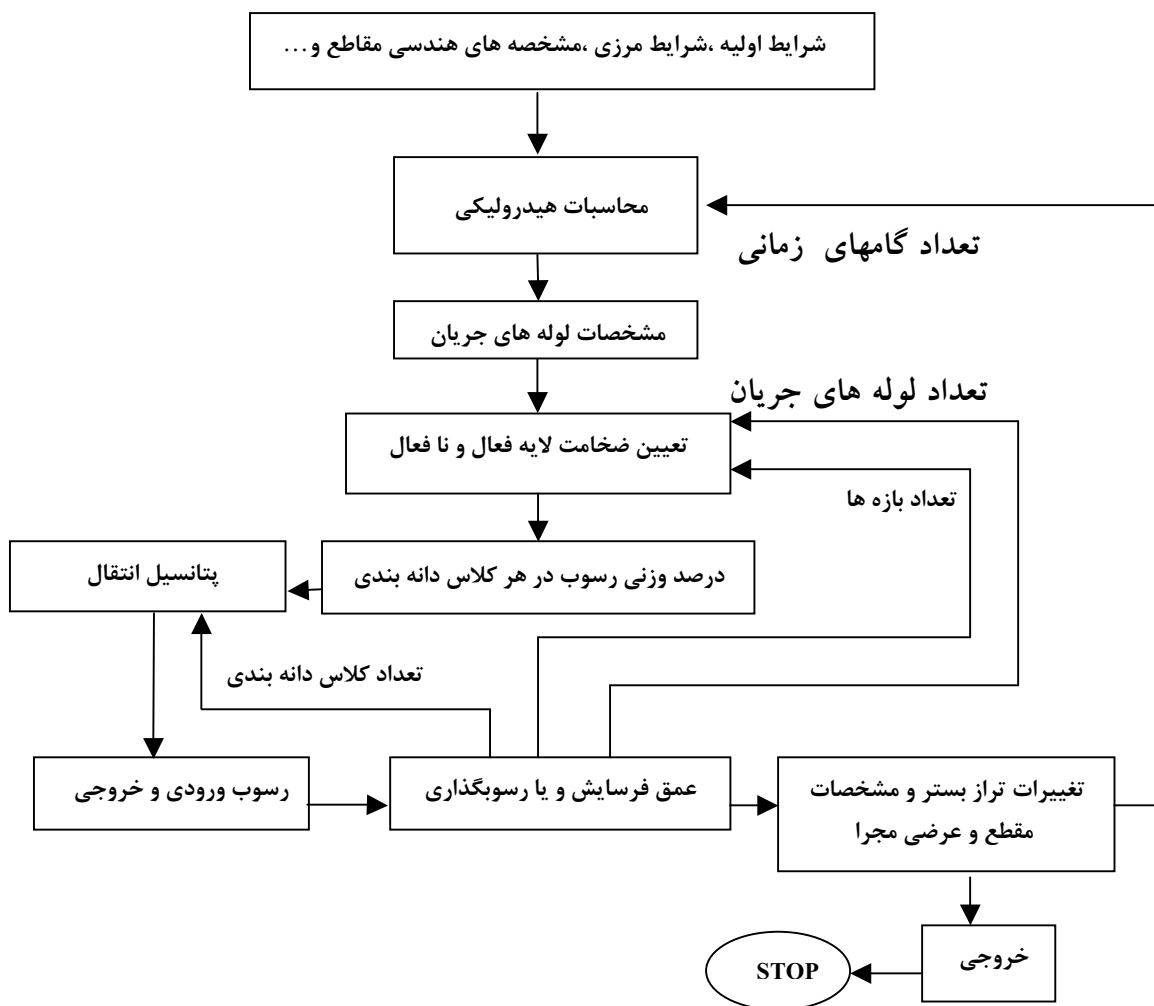 شرایط اولیه ،شرایط مرزی ،مشخصه های هندسی مقاطع و...
محاسبات هیدرولیکی
تعداد گامهای زمانی
مشخصات لوله های جریان
تعداد لوله های جریان
تعیین ضخامت لایه فعال و نا فعال
تعداد بازه ها
درصد وزنی رسوب در هر کلاس دانه بندی
پتانسیل انتقال
تعداد کلاس دانه بندی
رسوب ورودی و خروجی
عمق فرسایش و یا رسوبگذاری
تغییرات تراز بستر و مشخصات
مقطع و عرضی مجرا
خروجی
STOP